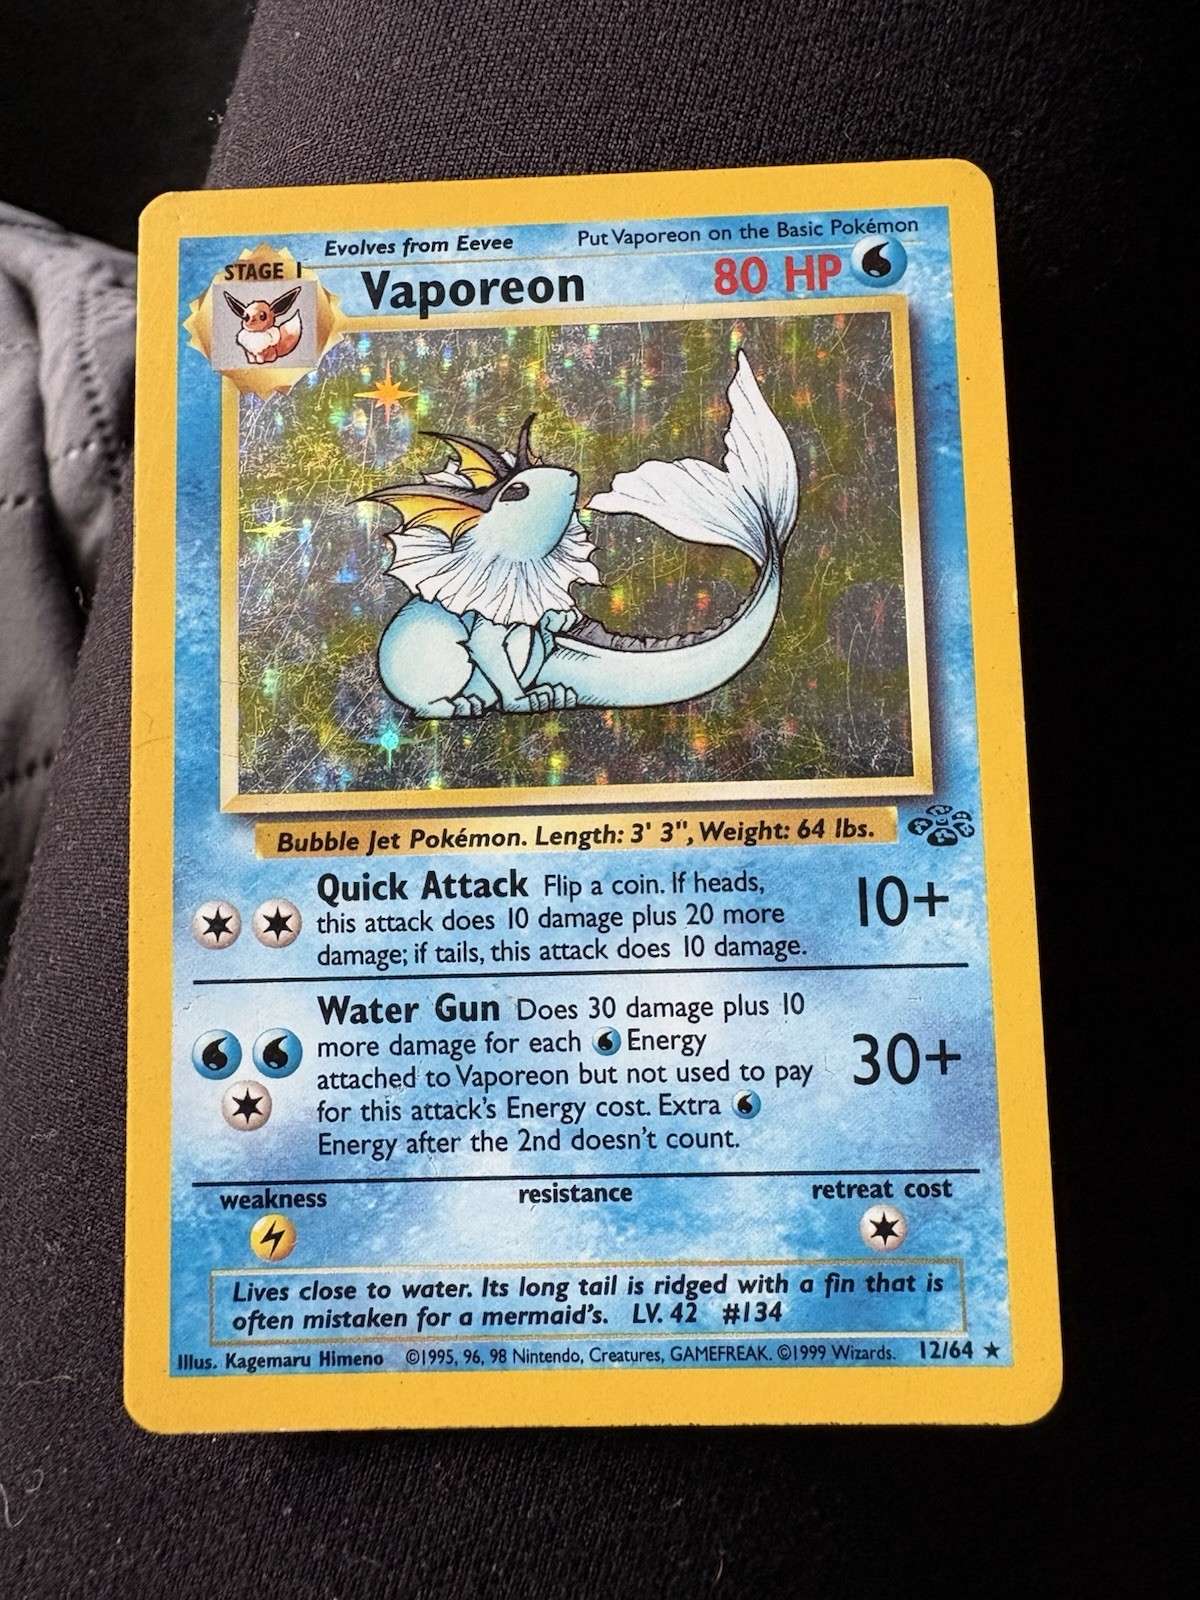 Evolves from Eevee
Put Vaporeon on the Basic Pokémon
STAGE 1
Vaporeon
80 HP
Bubble Jet Pokémon. Length: 3' 3", Weight: 64 lbs.
Quick Attack Flip a coin. If heads,
this attack does 10 damage plus 20 more
damage; if tails, this attack does 10 damage.
10+
Water Gun Does 30 damage plus 10
more damage for each Energy
attached to Vaporeon but not used to pay
for this attack's Energy cost. Extra
Energy after the 2nd doesn't count.
30+
weakness
resistance
retreat cost
Lives close to water. Its long tail is ridged with a fin that is
often mistaken for a mermaid's. LV. 42 #134
Illus. Kagemaru Himeno ©1995, 96, 98 Nintendo, Creatures, GAMEFREAK. ©1999 Wizards. 12/64 ★